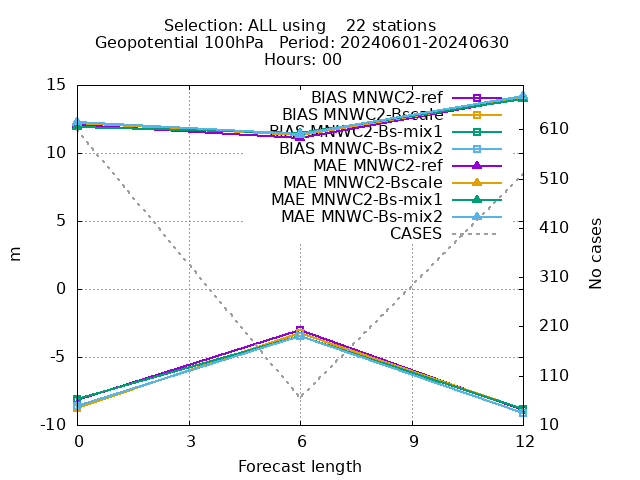 Selection: ALL using    22 stations
Geopotential 100hPa   Period: 20240601-20240630
Hours: 00
15
10
5
0
-5
-10
m
BIAS MNWC2-ref
BIAS MNWC2-Bscale
BIAS MNWC2-Bs-mix1
BIAS MNWC-Bs-mix2
MAE MNWC2-ref
MAE MNWC2-Bscale
MAE MNWC2-Bs-mix1
MAE MNWC-Bs-mix2
CASES
610
510
410
310
210
110
10
No cases
0 3 6 9 12
Forecast length